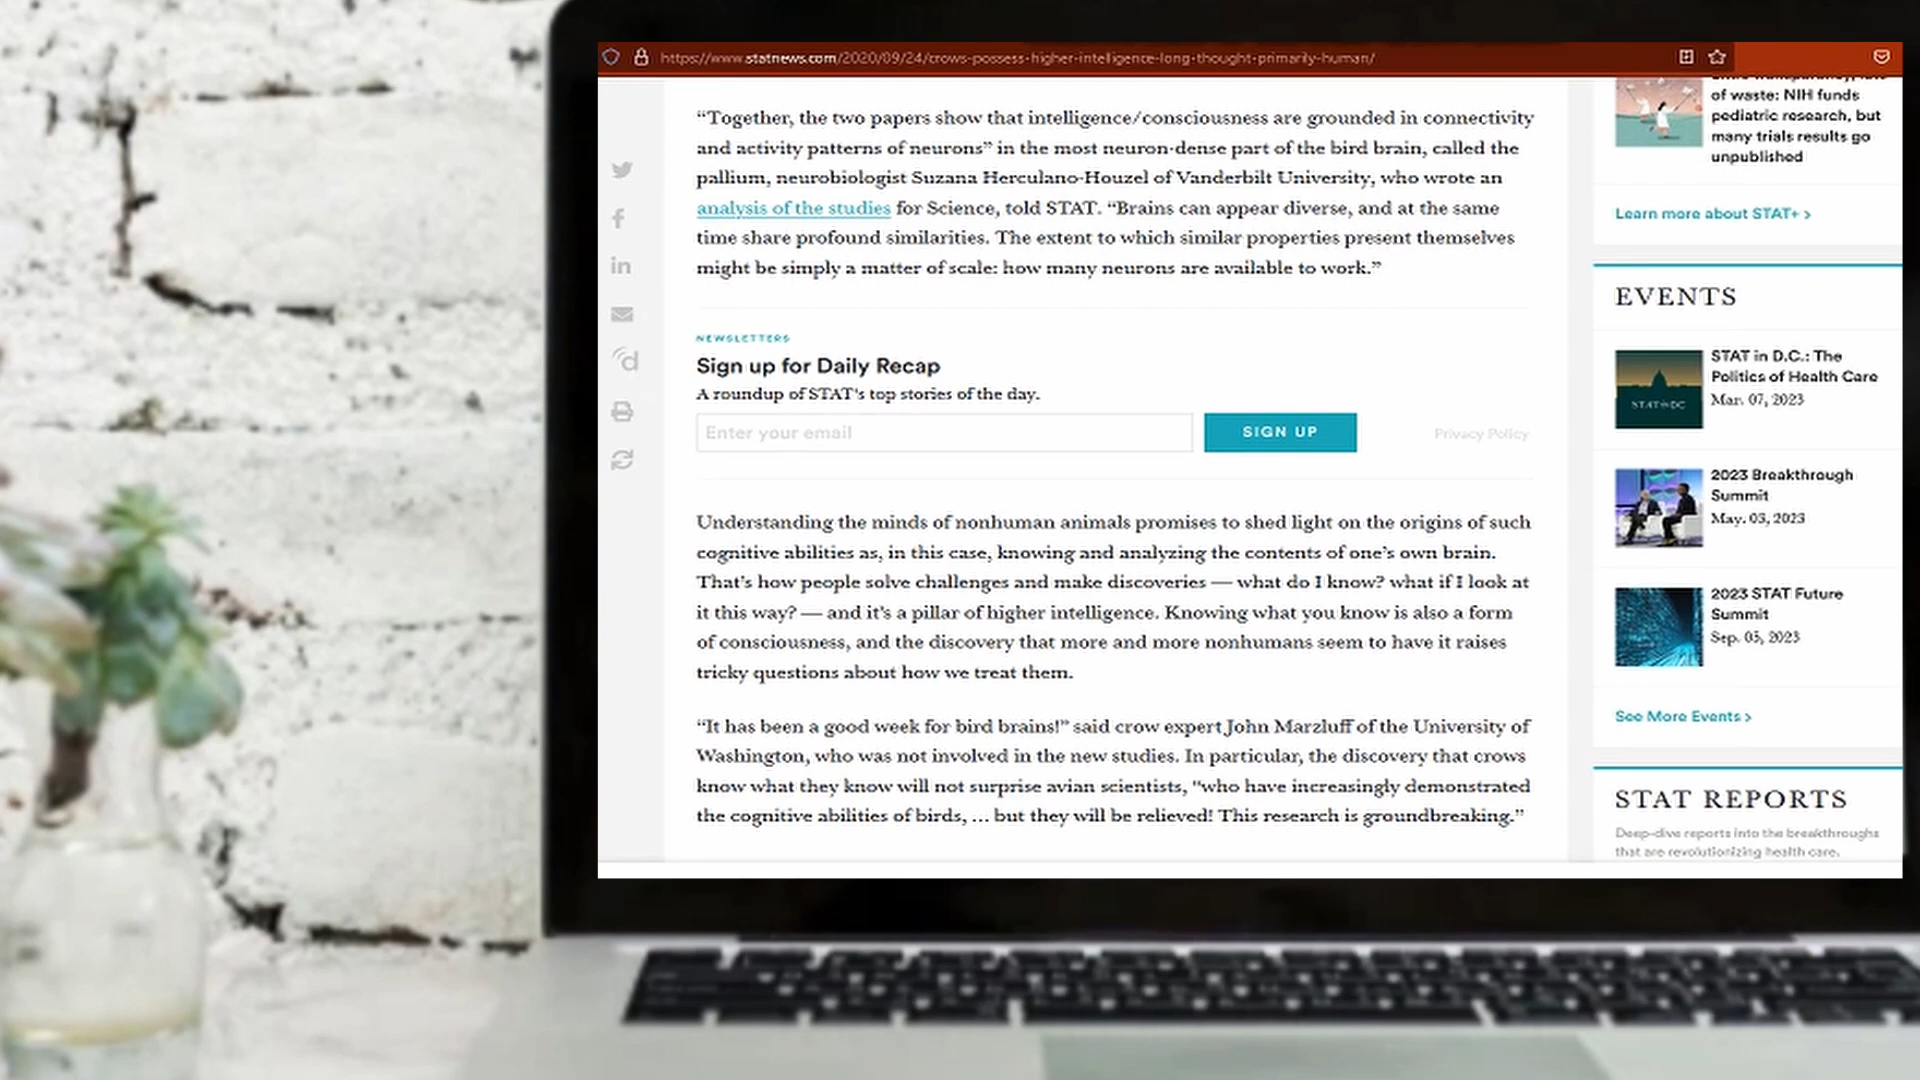 https://www.statnews.com/2020/09/24/crows-possess-higher-intelligence-long-thought-primarily-human/
“Together, the two papers show that intelligence/consciousness are grounded in connectivity
and activity patterns of neurons” in the most neuron-dense part of the bird brain, called the
pallium, neurobiologist Suzana Herculano-Houzel of Vanderbilt University, who wrote an
analysis of the studies for Science, told STAT. “Brains can appear diverse, and at the same
time share profound similarities. The extent to which similar properties present themselves
might be simply a matter of scale: how many neurons are available to work.”
NEWSLETTERS
Sign up for Daily Recap
A roundup of STAT's top stories of the day.
Enter your email
SIGN UP
Privacy Policy
Understanding the minds of nonhuman animals promises to shed light on the origins of such
cognitive abilities as, in this case, knowing and analyzing the contents of one’s own brain.
That’s how people solve challenges and make discoveries — what do I know? what if I look at
it this way? — and it’s a pillar of higher intelligence. Knowing what you know is also a form
of consciousness, and the discovery that more and more nonhumans seem to have it raises
tricky questions about how we treat them.
“It has been a good week for bird brains!” said crow expert John Marzluff of the University of
Washington, who was not involved in the new studies. In particular, the discovery that crows
know what they know will not surprise avian scientists, “who have increasingly demonstrated
the cognitive abilities of birds, … but they will be relieved! This research is groundbreaking.”
of waste: NIH funds
pediatric research, but
many trials results go
unpublished
Learn more about STAT+ >
EVENTS
STAT in D.C.: The
Politics of Health Care
Mar. 07, 2023
STAT DC
2023 Breakthrough
Summit
May. 03, 2023
2023 STAT Future
Summit
Sep. 05, 2023
See More Events >
STAT REPORTS
Deep-dive reports into the breakthroughs
that are revolutionizing health care.